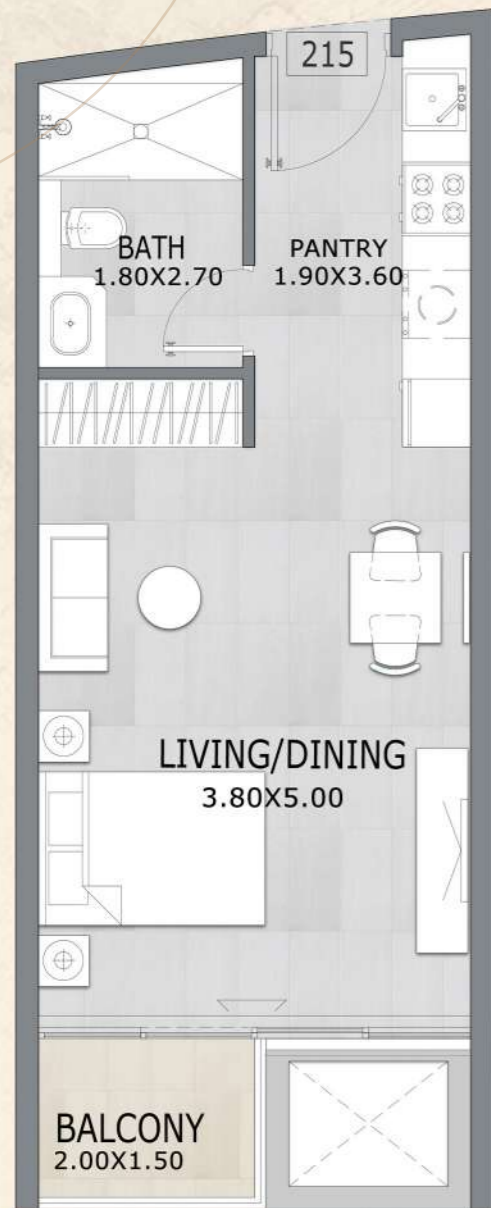 215
BATH
1.80X2.70
PANTRY
1.90X3.60
LIVING/DINING
3.80X5.00
BALCONY
2.00X1.50